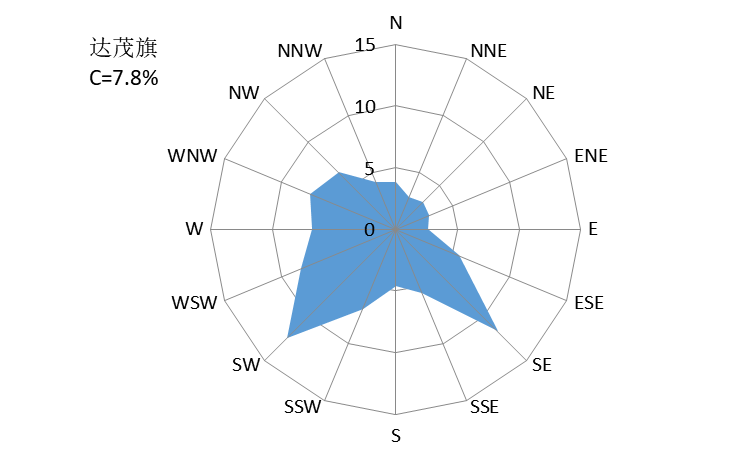 N
达茂旗
15
NNW
NNE
C=7.8%
NW
10
NE
WNW
5
ENE
W
0
E
WSW
ESE
SW
SE
SSW
SSE
S